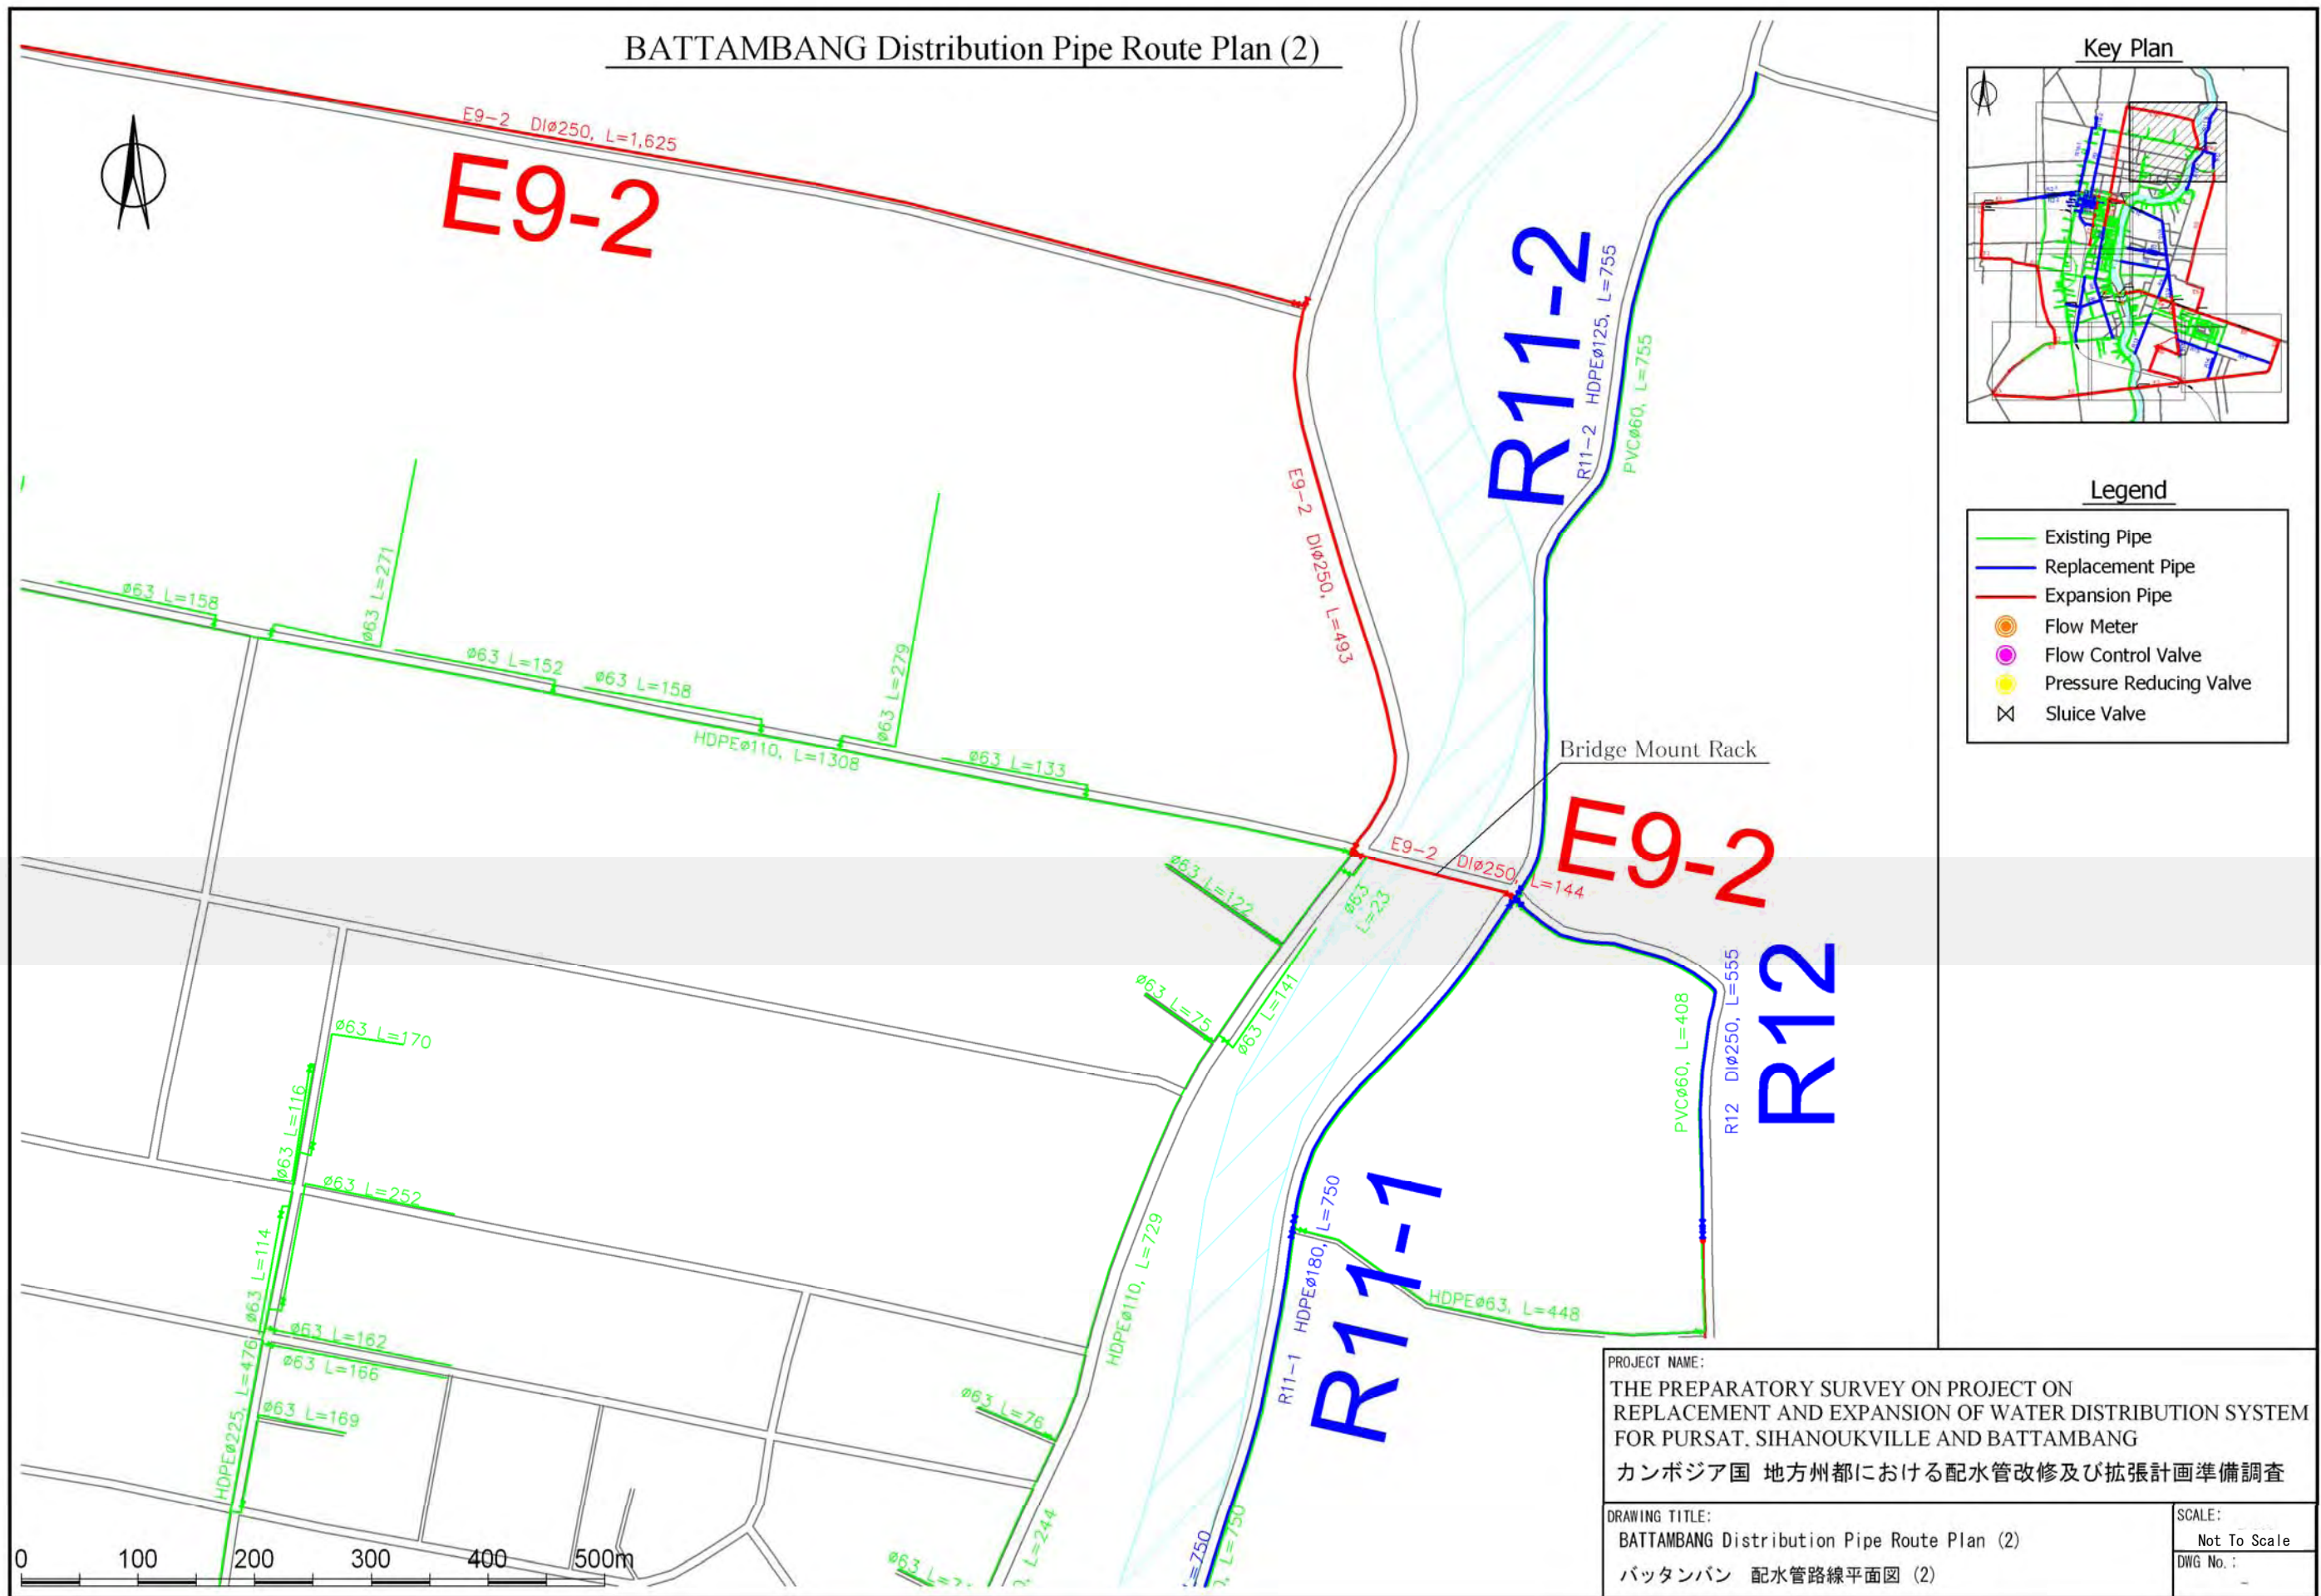 BATTAMBANG Distribution Pipe Route Plan (2)
E9-2 DIø250, L=1,625
E9-2
R11-2
R11-2 HDPEø125, L=755
PVCø60, L=755
E9-2 DIø250, L=493
ø63 L=158
ø63 L=271
ø63 L=152
ø63 L=158
ø63 L=279
HDPEø110, L=1308
ø63 L=133
Bridge Mount Rack
E9-2
E9-2 DIø250, L=144
ø63 L=122
ø63
L=23
ø63 L=75
ø63 L=141
R12
R12 DIø250, L=555
PVCø60, L=408
ø63 L=170
ø63 L=116
ø63 L=252
ø63 L=114
ø63 L=162
ø63 L=166
HDPEø225, L=476
ø63 L=169
HDPEø110, L=729
R11-1 HDPEø180, L=750
R11-1
HDPEø63, L=448
ø63 L=76
L=244
L=750
L=750
ø63
0 100 200 300 400 500m
Key Plan
Legend
Existing Pipe
Replacement Pipe
Expansion Pipe
Flow Meter
Flow Control Valve
Pressure Reducing Valve
Sluice Valve
PROJECT NAME:
THE PREPARATORY SURVEY ON PROJECT ON
REPLACEMENT AND EXPANSION OF WATER DISTRIBUTION SYSTEM
FOR PURSAT, SIHANOUKVILLE AND BATTAMBANG
カンボジア国 地方州都における配水管改修及び拡張計画準備調査
DRAWING TITLE:
BATTAMBANG Distribution Pipe Route Plan (2)
バッタンバン 配水管路線平面図 (2)
SCALE:
Not To Scale
DWG No.:
-